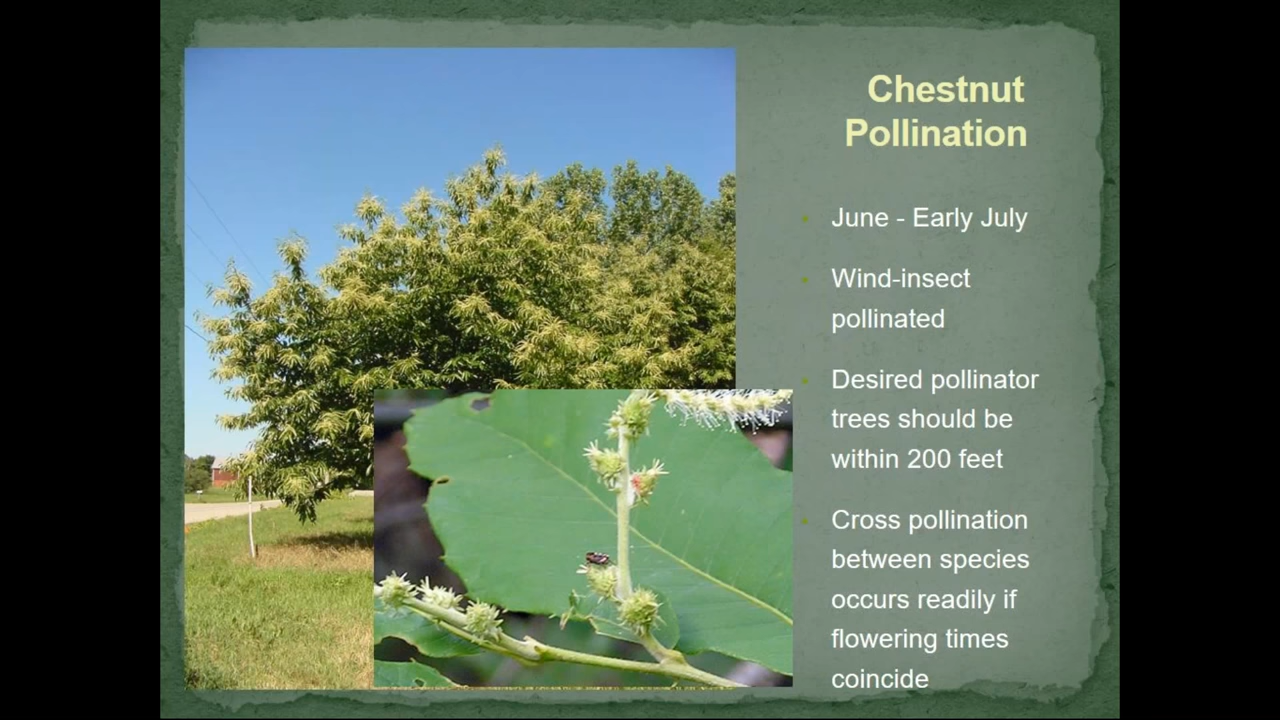 Chestnut
Pollination
June - Early July
Wind-insect
pollinated
Desired pollinator
trees should be
within 200 feet
Cross pollination
between species
occurs readily if
flowering times
coincide